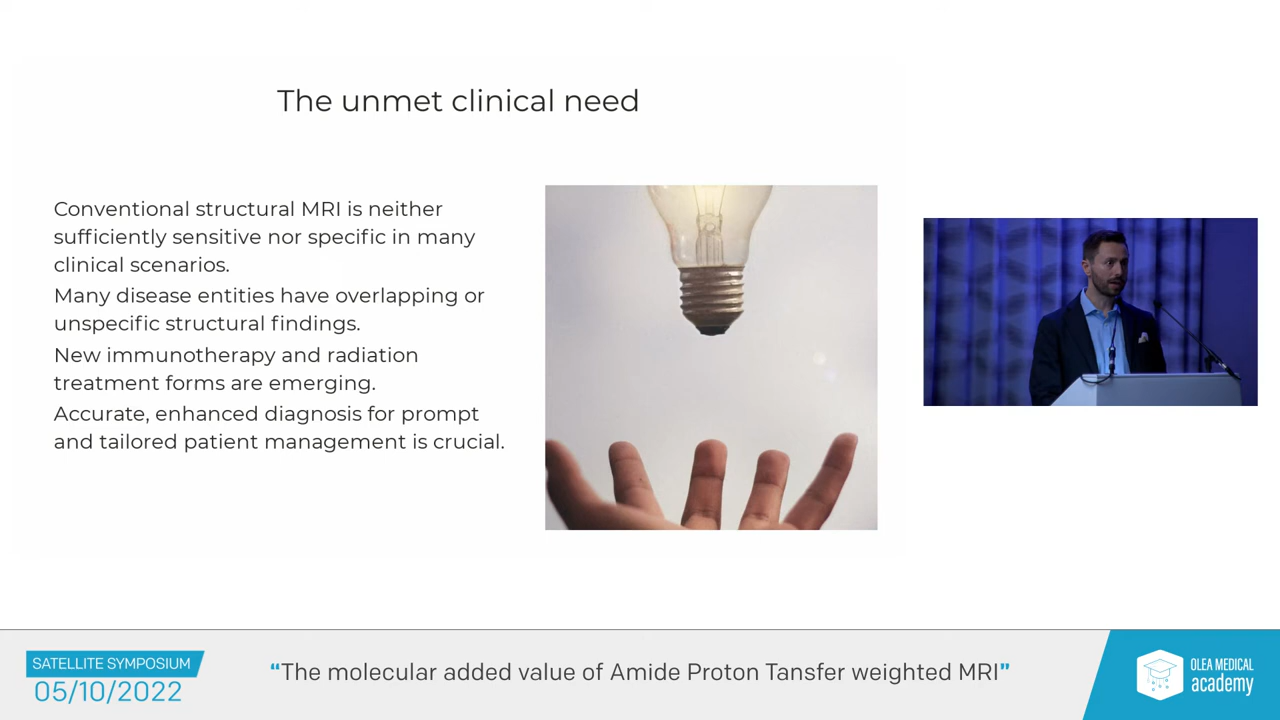 The unmet clinical need
Conventional structural MRI is neither
sufficiently sensitive nor specific in many
clinical scenarios.
Many disease entities have overlapping or
unspecific structural findings.
New immunotherapy and radiation
treatment forms are emerging.
Accurate, enhanced diagnosis for prompt
and tailored patient management is crucial.
SATELLITE SYMPOSIUM
05/10/2022
“The molecular added value of Amide Proton Tansfer weighted MRI”
OLEA MEDICAL
academy